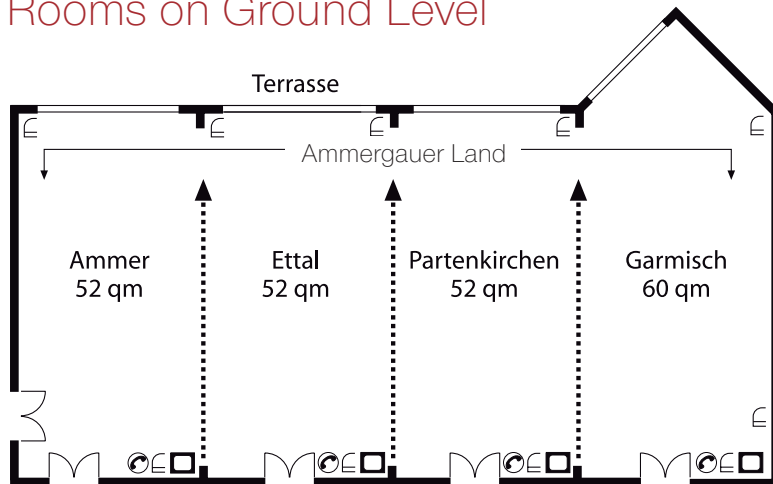 Rooms on Ground Level
Terrasse
Ammergauer Land
Ammer
52 qm
Ettal
52 qm
Partenkirchen
52 qm
Garmisch
60 qm